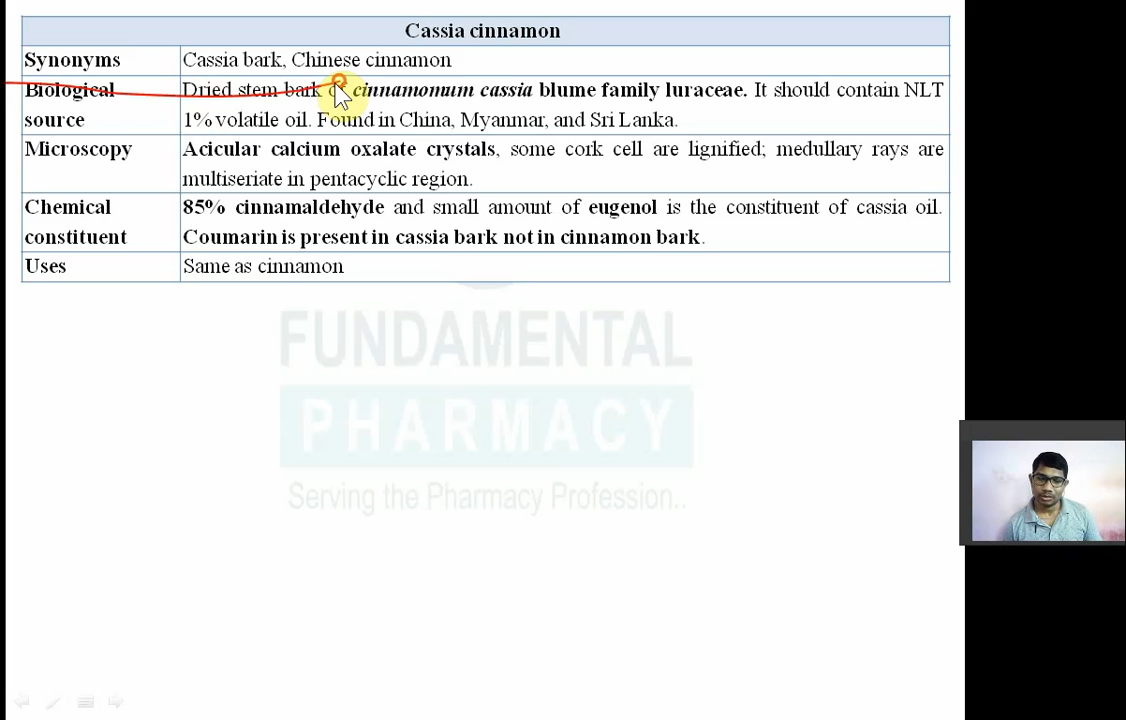 Cassia cinnamon
Synonyms Cassia bark, Chinese cinnamon
Biological Dried stem bark of cinnamomum cassia blume family luraceae. It should contain NLT
source 1% volatile oil. Found in China, Myanmar, and Sri Lanka.
Microscopy Acicular calcium oxalate crystals, some cork cell are lignified; medullary rays are
multiseriate in pentacyclic region.
Chemical 85% cinnamaldehyde and small amount of eugenol is the constituent of cassia oil.
constituent Coumarin is present in cassia bark not in cinnamon bark.
Uses Same as cinnamon
FUNDAMENTAL
PHARMACY
Serving the Pharmacy Profession..